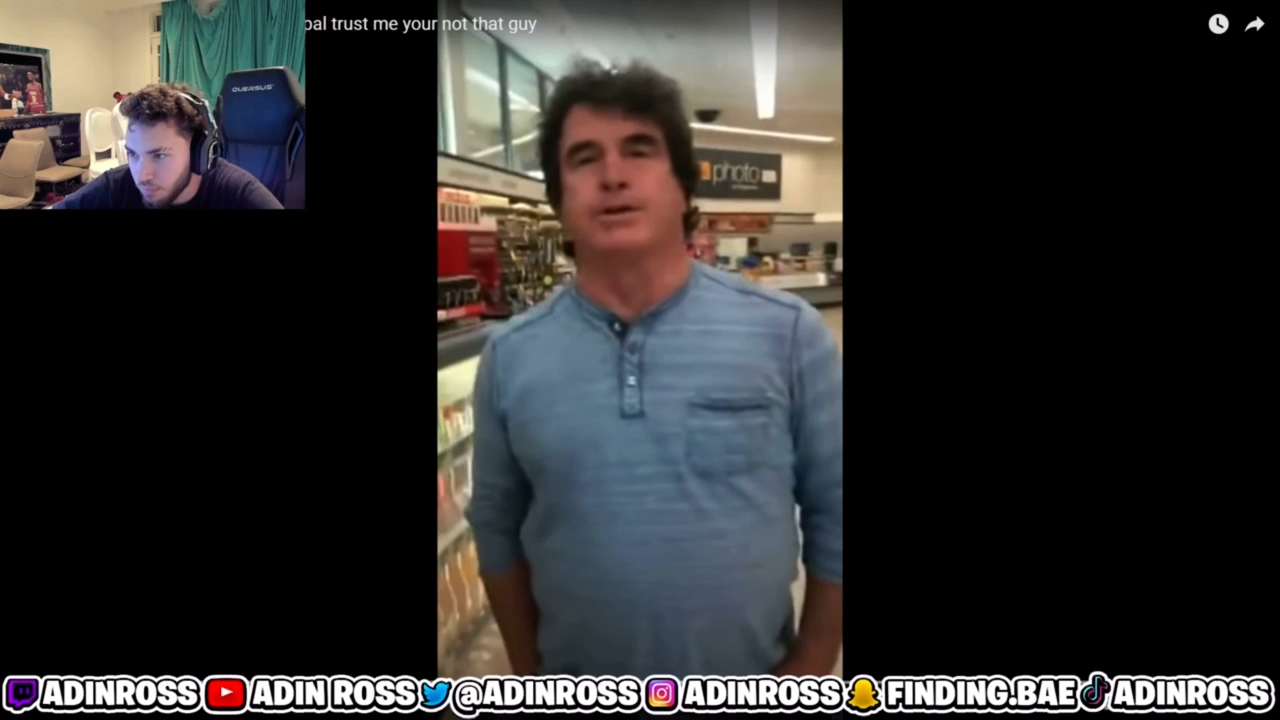 pal trust me your not that guy
QUERSUS
photo
ADINROSS ADIN ROSS @ADINROSS ADINROSS FINDING.BAE ADINROSS